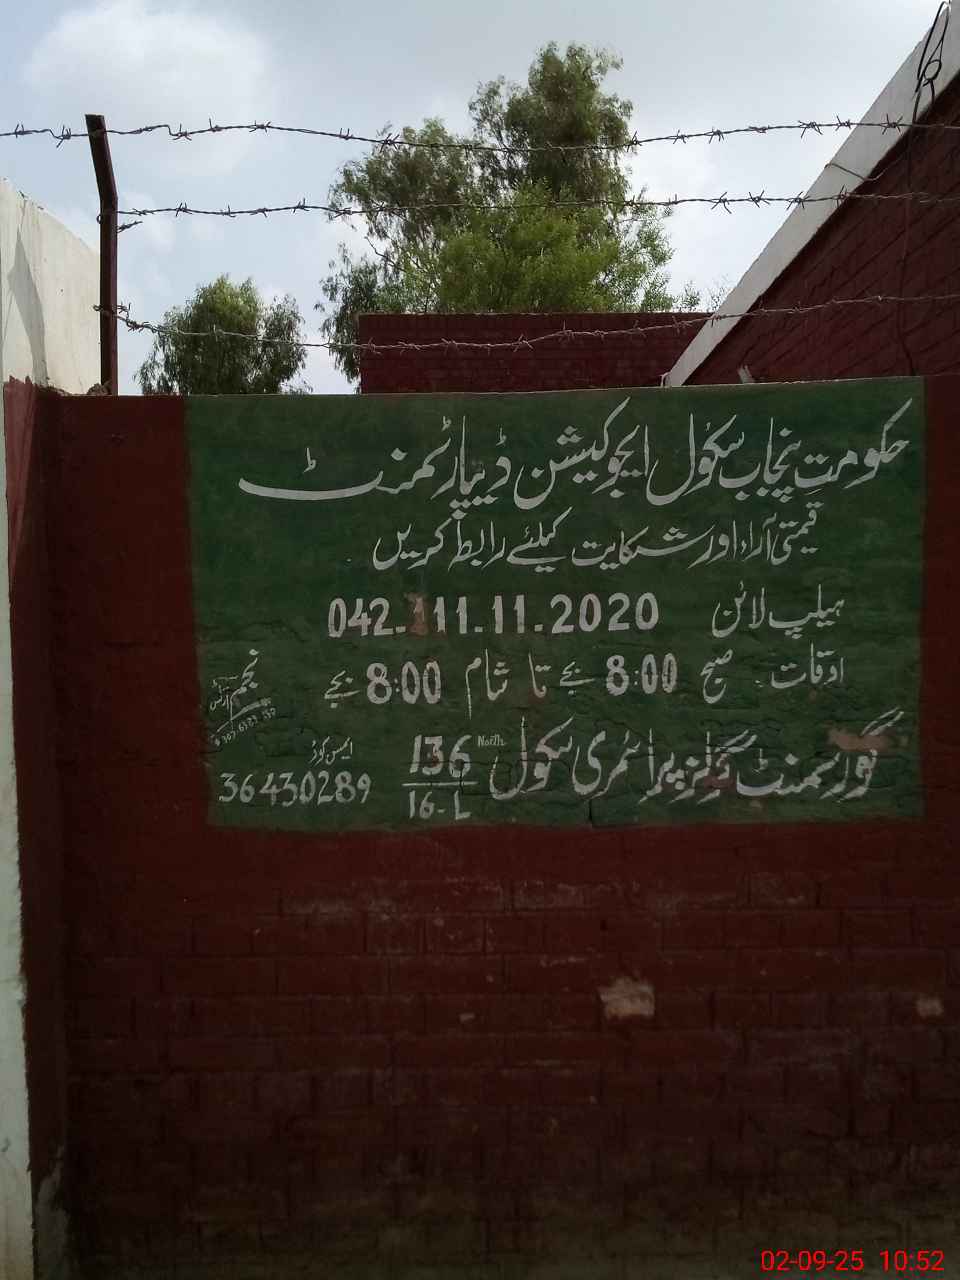 حکومتِ پنجاب سکول ایجوکیشن ڈیپارٹمنٹ
قیمتی آراء اور شکایت کیلئے رابطہ کریں
ہیلپ لائن 042-111.11.2020
اوقات: صبح 8:00 بجے تا شام 8:00 بجے
گورنمنٹ گرلز پرائمری سکول North 136/16-L
ایمس کوڈ
36430289
نجم آرٹس
02-09-25 10:52